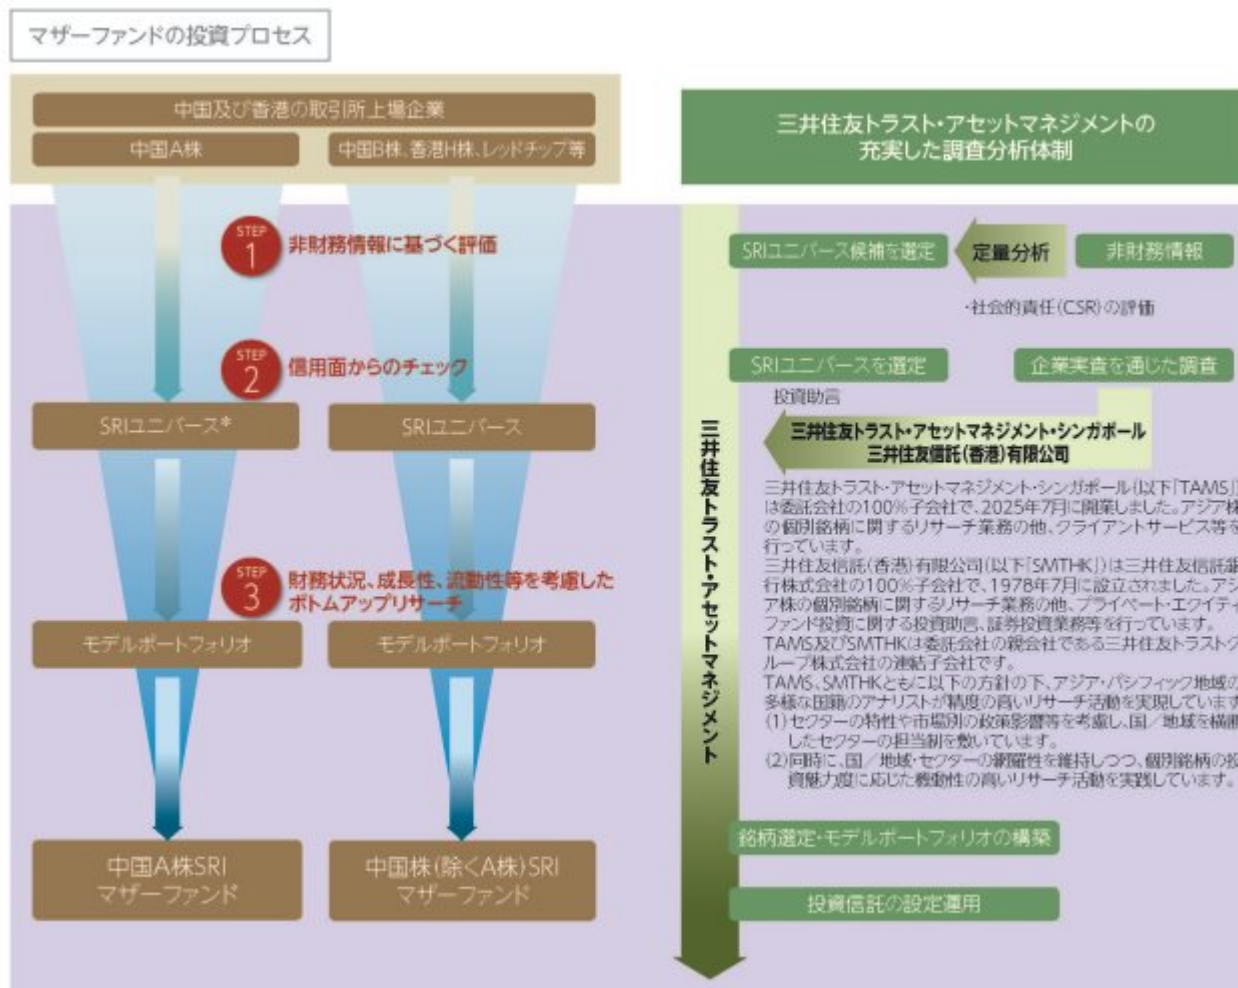 マザーファンドの投資プロセス
中国及び香港の取引所上場企業
中国A株
中国B株、香港H株、レッドチップ等
STEP
1
非財務情報に基づく評価
STEP
2
信用面からのチェック
SRIユニバース*
SRIユニバース
STEP
3
財務状況、成長性、流動性等を考慮した
ボトムアップリサーチ
モデルポートフォリオ
モデルポートフォリオ
中国A株SRI
マザーファンド
中国株(除くA株)SRI
マザーファンド
三井住友トラスト・アセットマネジメントの
充実した調査分析体制
三井住友トラスト・アセットマネジメント
SRIユニバース候補を選定
定量分析
非財務情報
・社会的責任(CSR)の評価
SRIユニバースを選定
企業実査を通じた調査
投資助言
三井住友トラスト・アセットマネジメント・シンガポール
三井住友信託(香港)有限公司
三井住友トラスト・アセットマネジメント・シンガポール(以下「TAMS」)
は委託会社の100%子会社で、2025年7月に開業しました。アジア株
の個別銘柄に関するリサーチ業務の他、クライアントサービス等を
行っています。
三井住友信託(香港)有限公司(以下「SMTHK」)は三井住友信託銀
行株式会社の100%子会社で、1978年7月に設立されました。アジ
ア株の個別銘柄に関するリサーチ業務の他、プライベート・エクイティ
ファンド投資に関する投資助言、証券投資業務等を行っています。
TAMS及びSMTHKは委託会社の親会社である三井住友トラストグ
ループ株式会社の連結子会社です。
TAMS、SMTHKともに以下の方針の下、アジア・パシフィック地域の
多様な国籍のアナリストが精度の高いリサーチ活動を実現しています
(1)セクターの特性や市場別の政策影響等を考慮し、国/地域を横断
したセクターの担当制を敷いています。
(2)同時に、国/地域・セクターの網羅性を維持しつつ、個別銘柄の投
資魅力度に応じた機動性の高いリサーチ活動を実践しています。
銘柄選定・モデルポートフォリオの構築
投資信託の設定運用